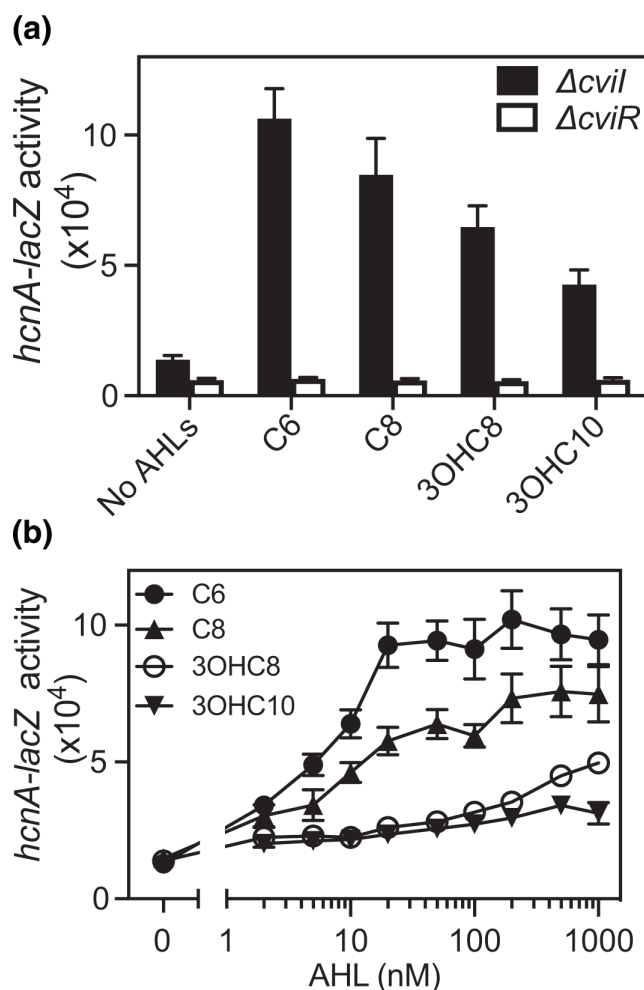 (a)
hcnA-lacZ activity
(x10⁴)
10
5
0
ΔcviI
ΔcviR
No AHLs
C6
C8
3OHC8
3OHC10
(b)
hcnA-lacZ activity
(x10⁴)
10
5
0
C6
C8
3OHC8
3OHC10
0 1 10 100 1000
AHL (nM)